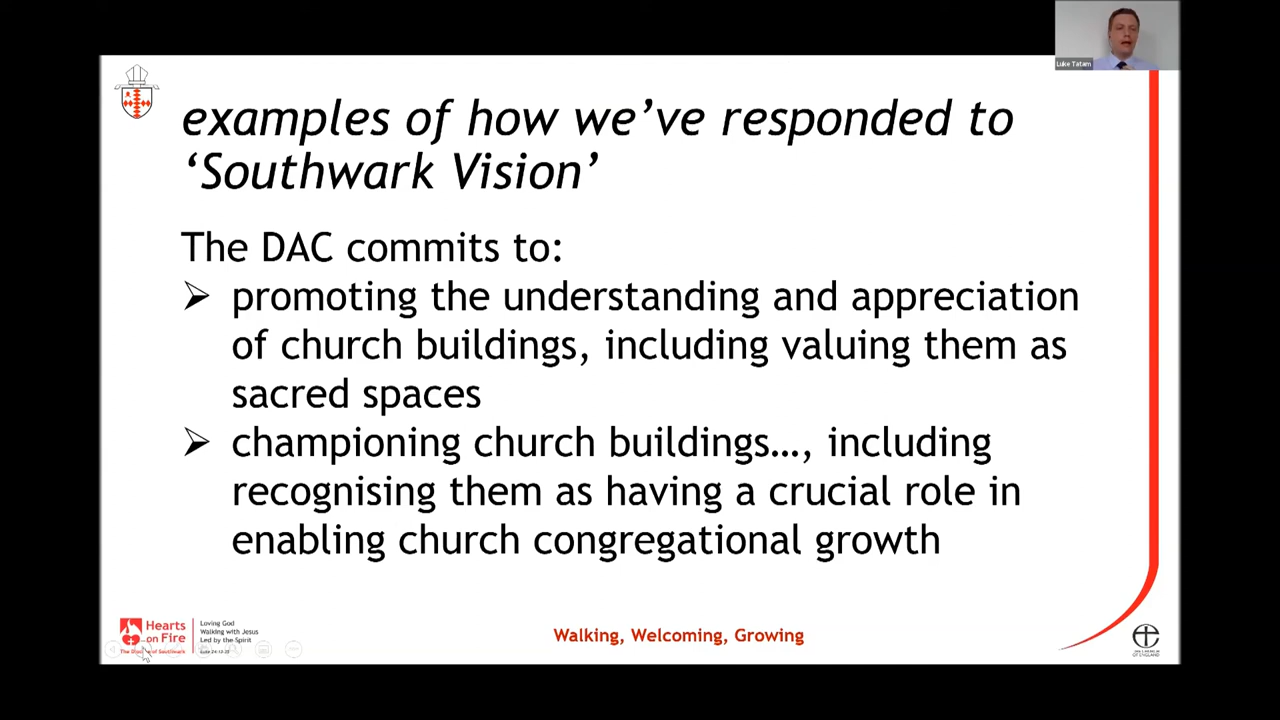 Luke Tatam
examples of how we’ve responded to
‘Southwark Vision’
The DAC commits to:
➢ promoting the understanding and appreciation
of church buildings, including valuing them as
sacred spaces
➢ championing church buildings…, including
recognising them as having a crucial role in
enabling church congregational growth
Hearts
on Fire
Loving God
Walking with Jesus
Led by the Spirit
Walking, Welcoming, Growing